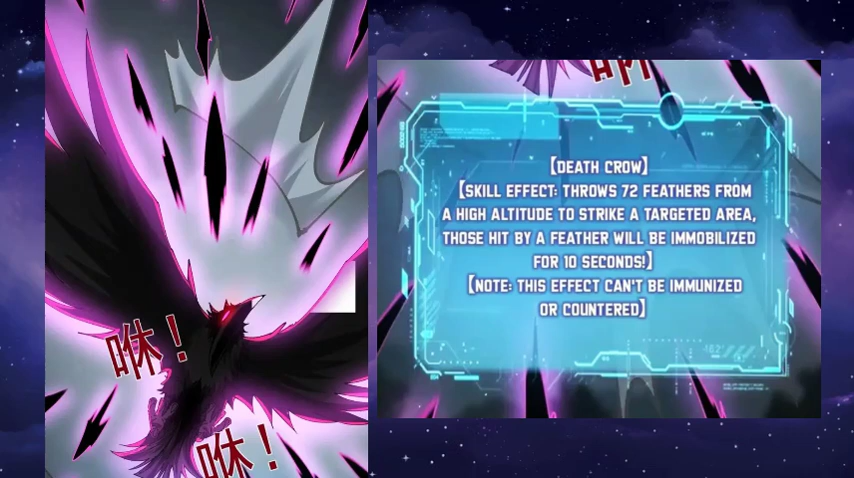 咻！
咻！
【DEATH CROW】
【SKILL EFFECT: THROWS 72 FEATHERS FROM
A HIGH ALTITUDE TO STRIKE A TARGETED AREA,
THOSE HIT BY A FEATHER WILL BE IMMOBILIZED
FOR 10 SECONDS!】
【NOTE: THIS EFFECT CAN'T BE IMMUNIZED
OR COUNTERED】